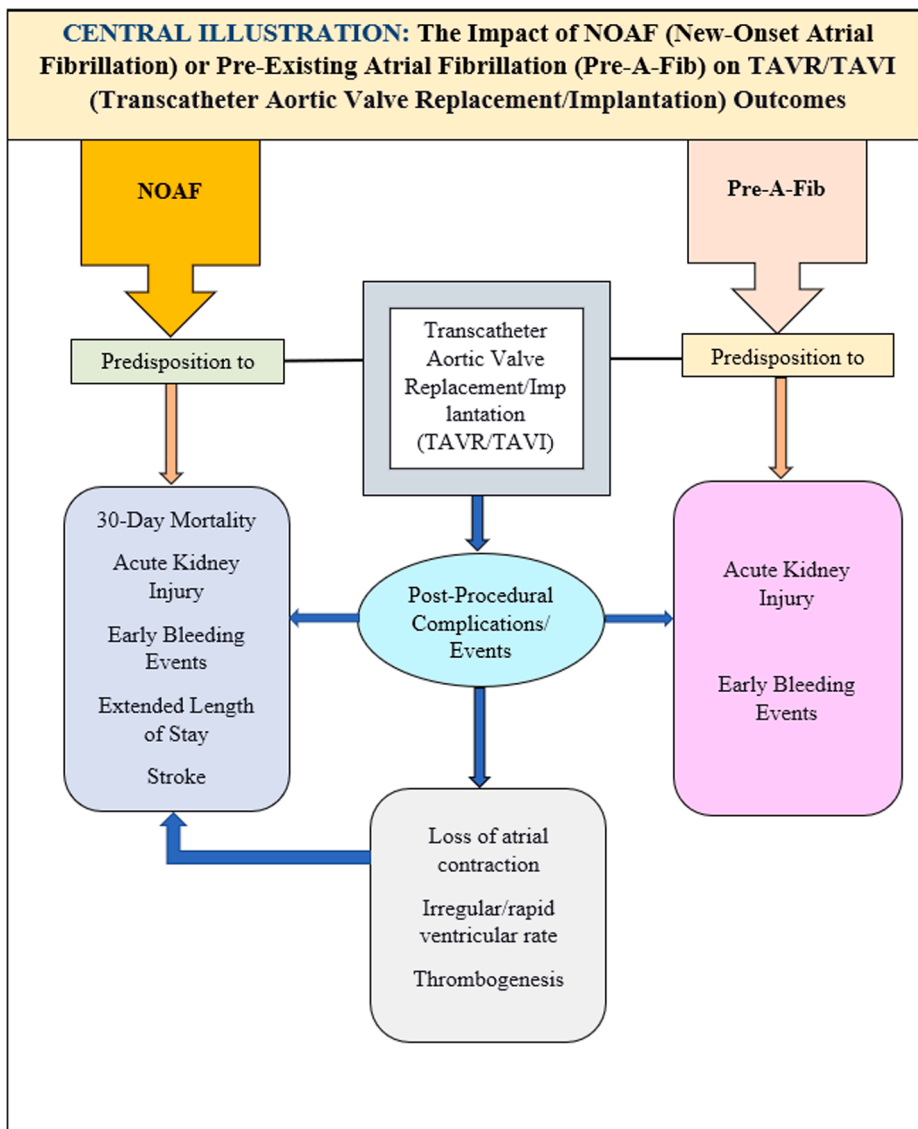 CENTRAL ILLUSTRATION: The Impact of NOAF (New-Onset Atrial
Fibrillation) or Pre-Existing Atrial Fibrillation (Pre-A-Fib) on TAVR/TAVI
(Transcatheter Aortic Valve Replacement/Implantation) Outcomes
NOAF
Pre-A-Fib
Predisposition to
Transcatheter
Aortic Valve
Replacement/Imp
lantation
(TAVR/TAVI)
Predisposition to
30-Day Mortality
Acute Kidney
Injury
Early Bleeding
Events
Extended Length
of Stay
Stroke
Post-Procedural
Complications/
Events
Acute Kidney
Injury
Early Bleeding
Events
Loss of atrial
contraction
Irregular/rapid
ventricular rate
Thrombogenesis